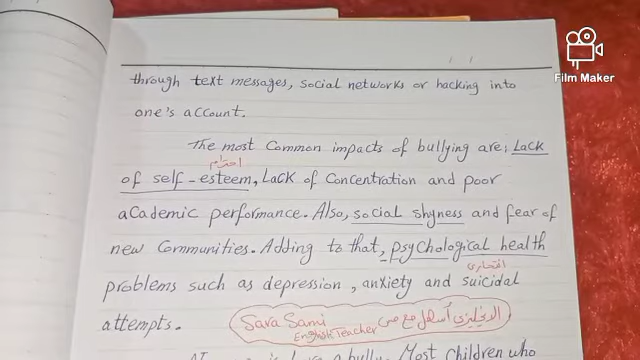 through text messages, social networks or hacking into
one's account.
The most common impacts of bullying are; Lack
احترام
of self-esteem, Lack of Concentration and poor
academic performance. Also, social shyness and fear of
new Communities. Adding to that, psychological health
انتحاري
problems such as depression, anxiety and suicidal
attempts.
Sara Sami
English Teacher
الانجليزي أسهل مع مس
Most children who
Film Maker